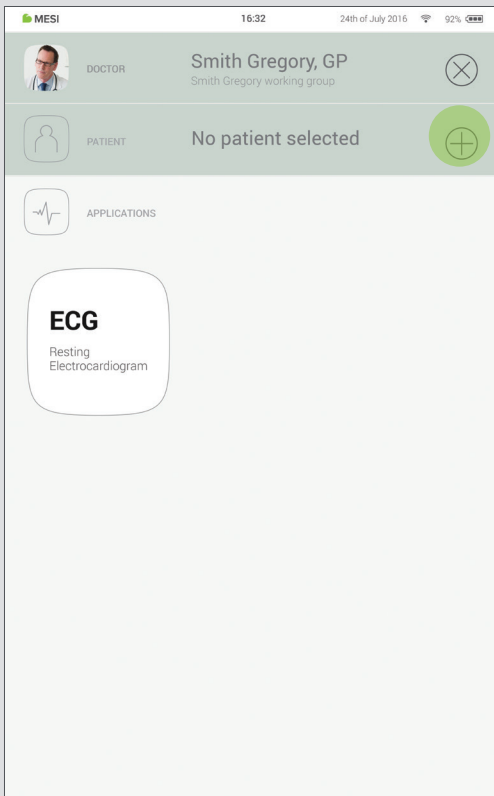 MESI 16:32 24th of July 2016 92%
DOCTOR Smith Gregory, GP
Smith Gregory working group
PATIENT No patient selected
APPLICATIONS
ECG
Resting
Electrocardiogram